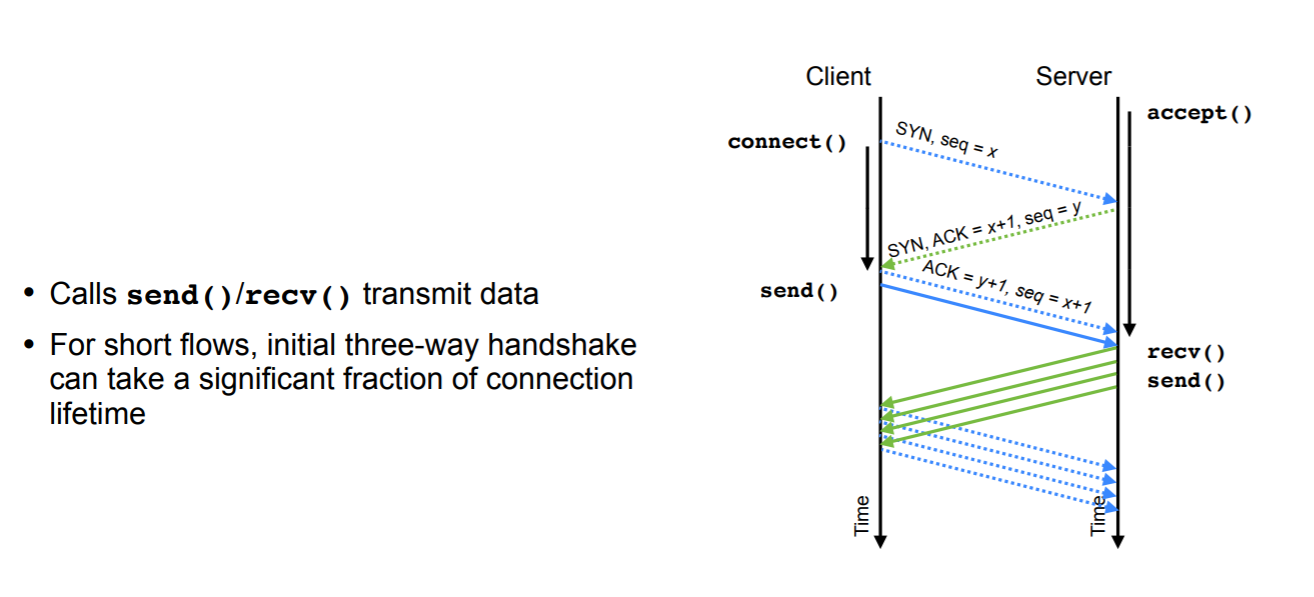 • Calls send()/recv() transmit data
• For short flows, initial three-way handshake
can take a significant fraction of connection
lifetime
Client
Server
accept()
connect()
SYN, seq = x
SYN, ACK = x+1, seq = y
ACK = y+1, seq = x+1
send()
recv()
send()
Time
Time